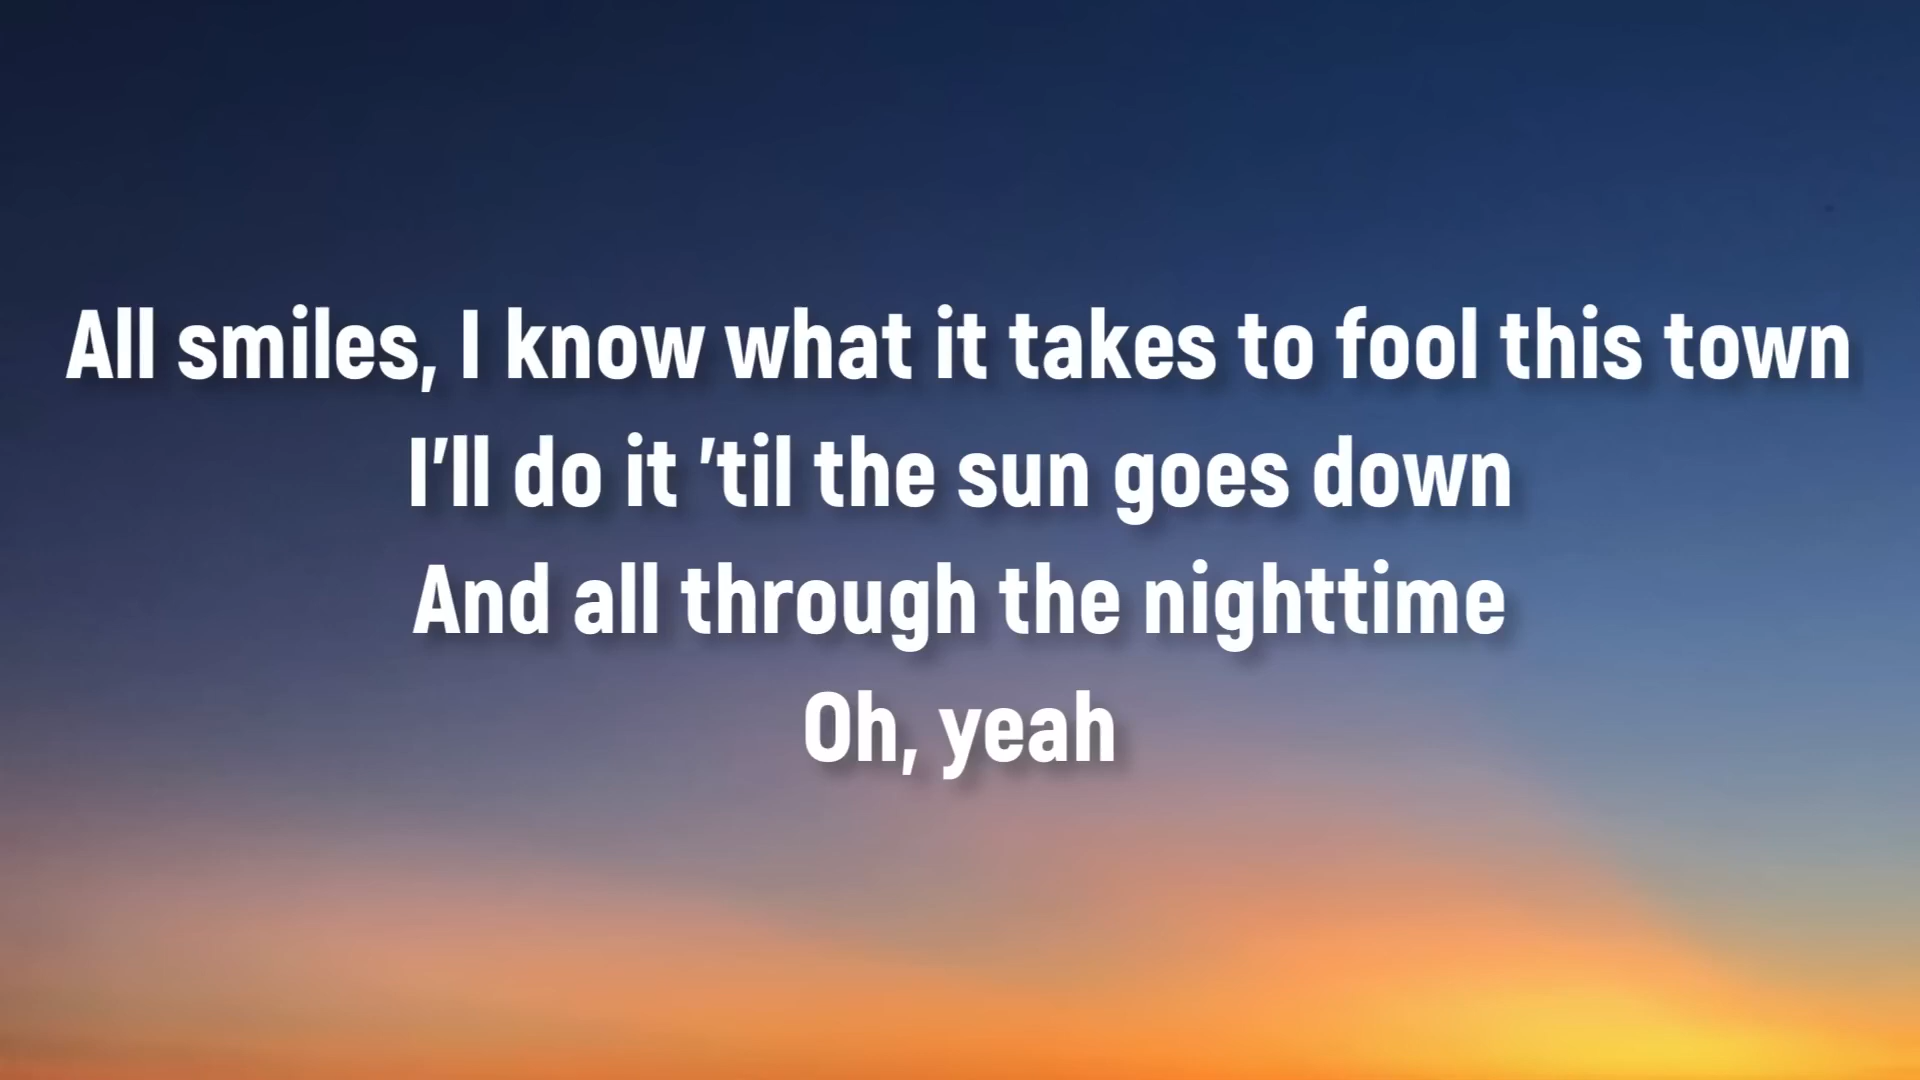 All smiles, I know what it takes to fool this town
I’ll do it ’til the sun goes down
And all through the nighttime
Oh, yeah